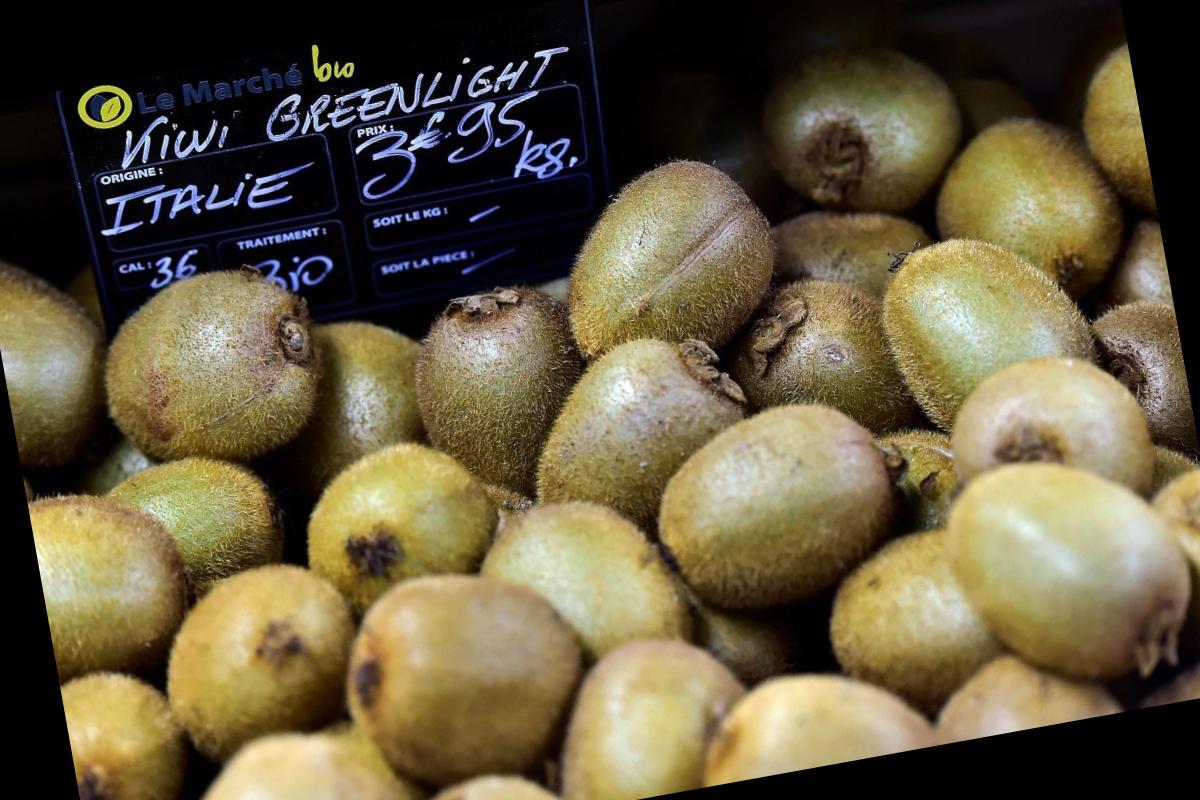 Le Marché bio
KIWI GREENLIGHT
ORIGINE :
ITALIE
PRIX :
3€95
kg.
CAL : 36
TRAITEMENT :
BIO
SOIT LE KG : –
SOIT LA PIECE : –